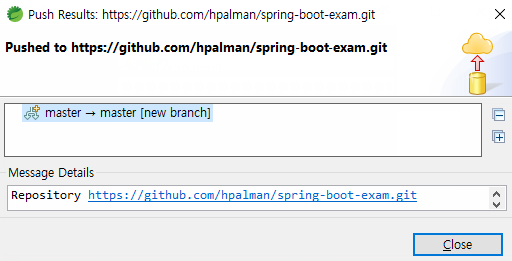 Push Results: https://github.com/hpalman/spring-boot-exam.git
Pushed to https://github.com/hpalman/spring-boot-exam.git
master → master [new branch]
Message Details
Repository https://github.com/hpalman/spring-boot-exam.git
Close